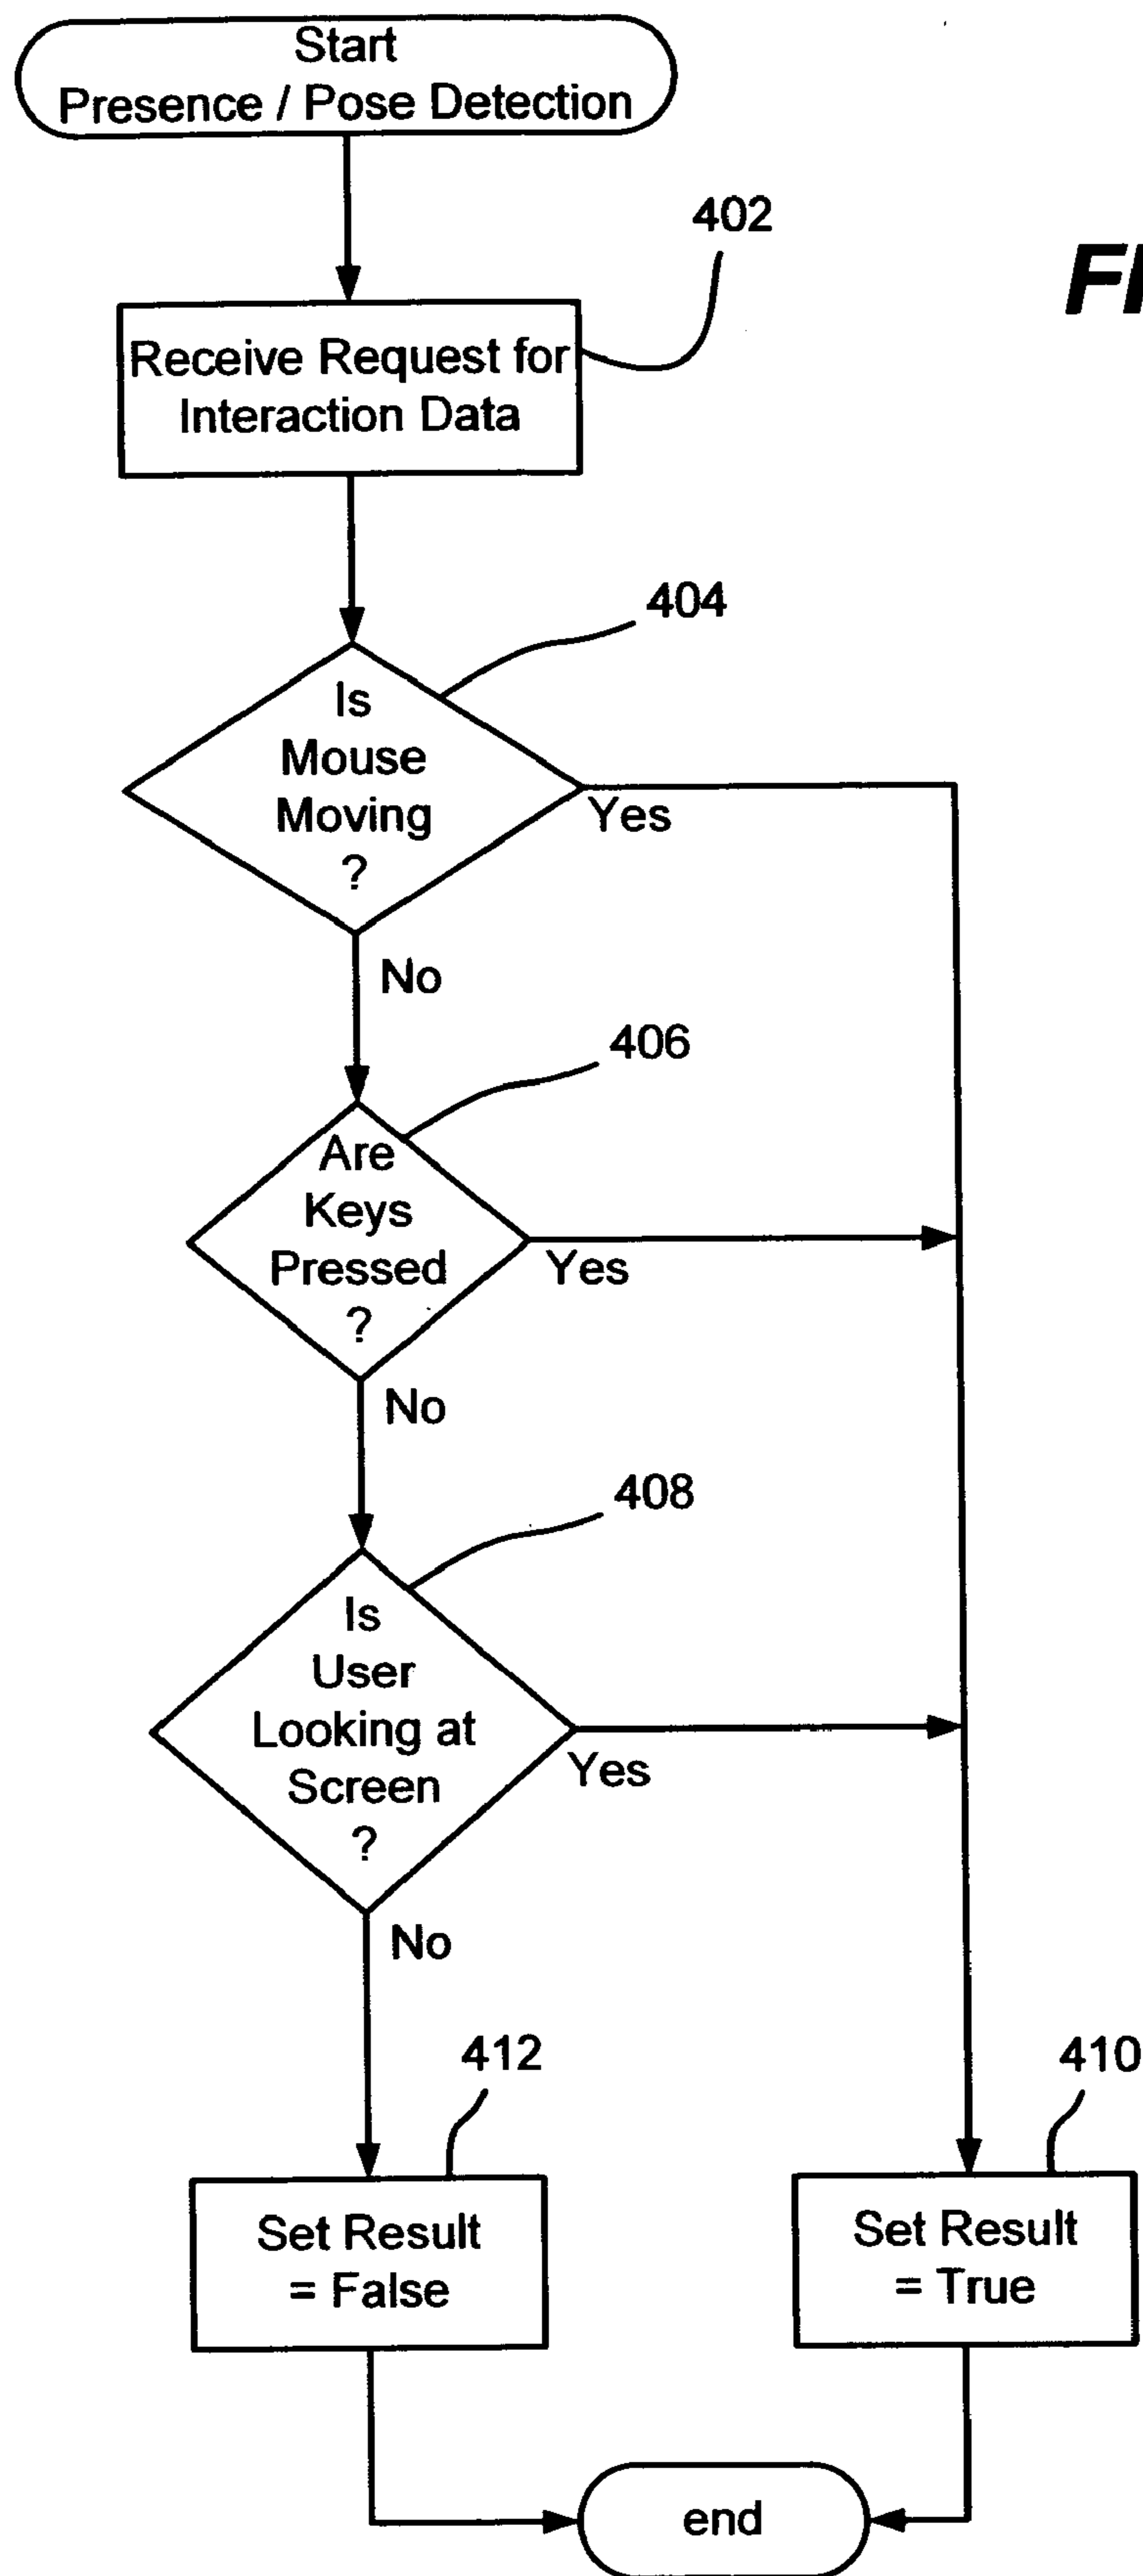 Start
Presence / Pose Detection
402
Receive Request for
Interaction Data
404
Is
Mouse
Moving
?
Yes
No
406
Are
Keys
Pressed
?
Yes
No
408
Is
User
Looking at
Screen
?
Yes
No
412
410
Set Result
= False
Set Result
= True
end